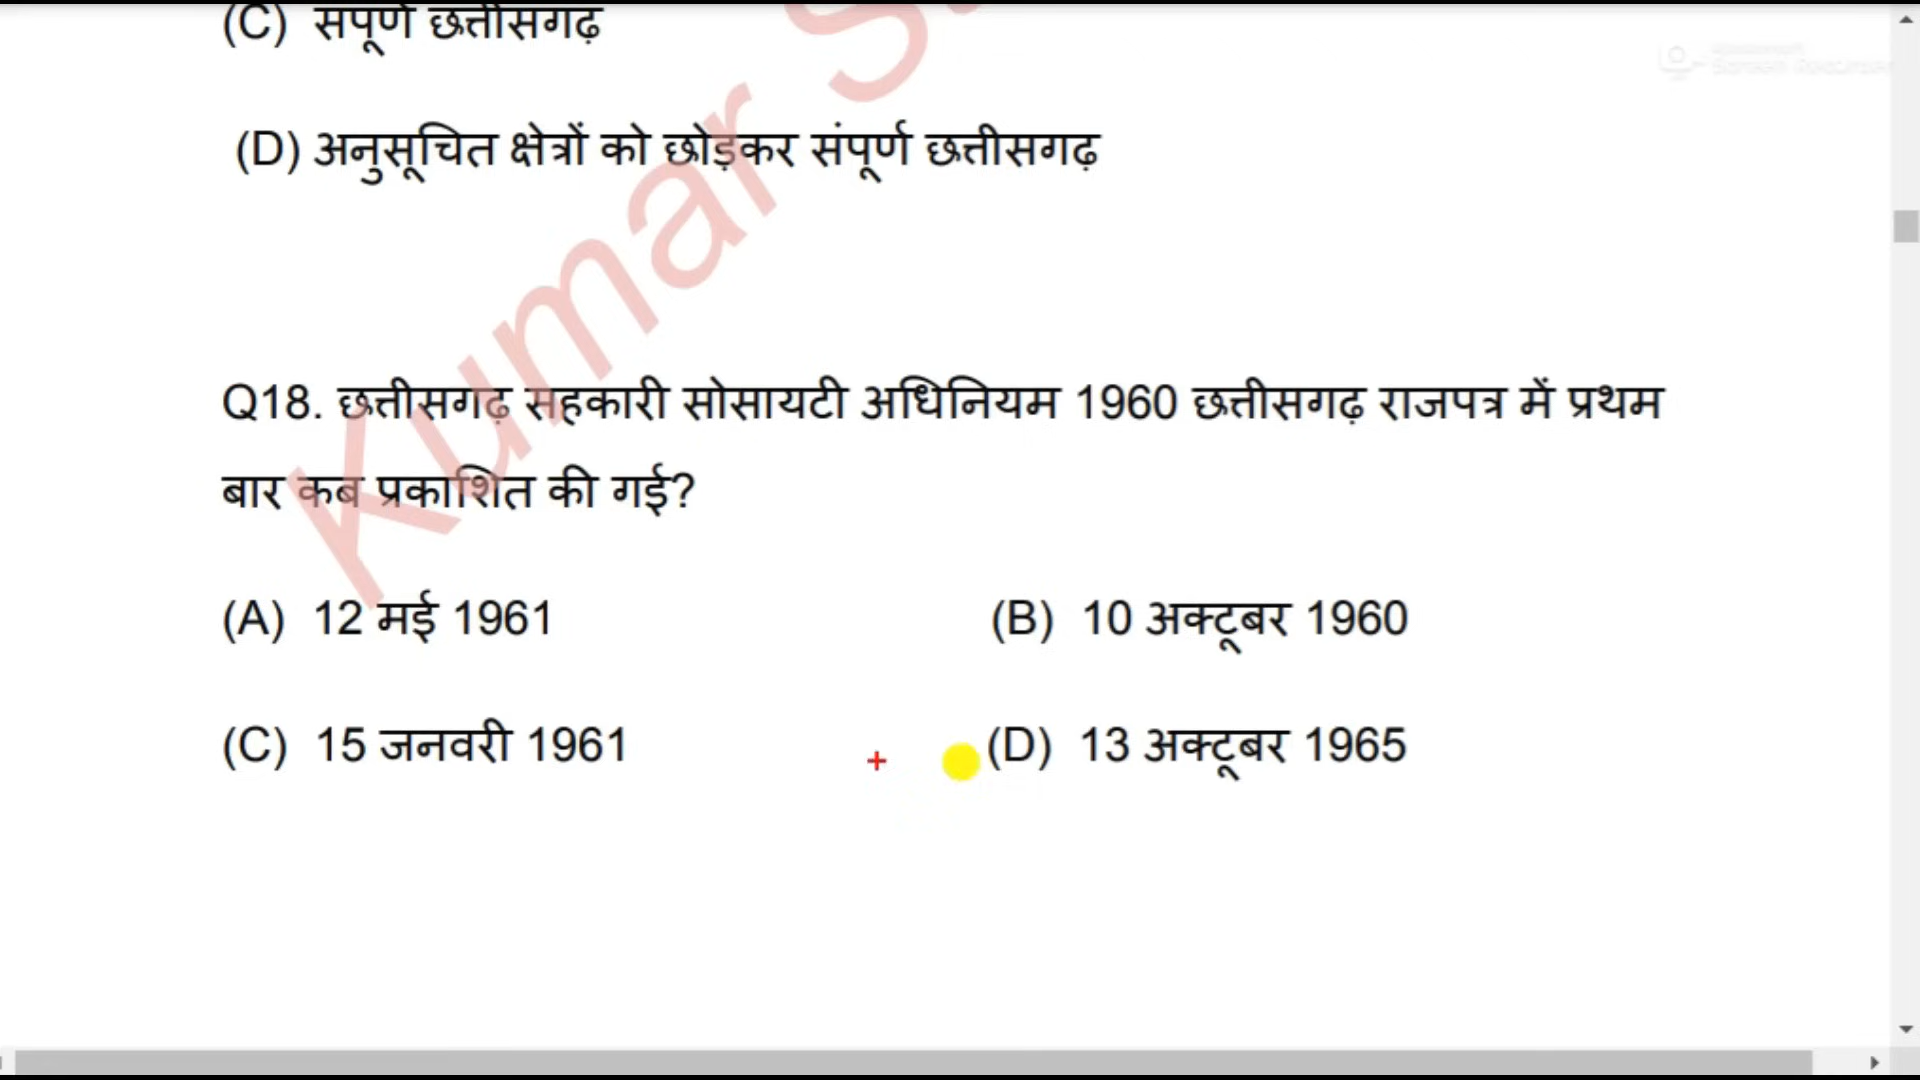 (C) संपूर्ण छत्तीसगढ़
(D) अनुसूचित क्षेत्रों को छोड़कर संपूर्ण छत्तीसगढ़
Kumar S
Q18. छत्तीसगढ़ सहकारी सोसायटी अधिनियम 1960 छत्तीसगढ़ राजपत्र में प्रथम
बार कब प्रकाशित की गई?
(A) 12 मई 1961 (B) 10 अक्टूबर 1960
(C) 15 जनवरी 1961 (D) 13 अक्टूबर 1965